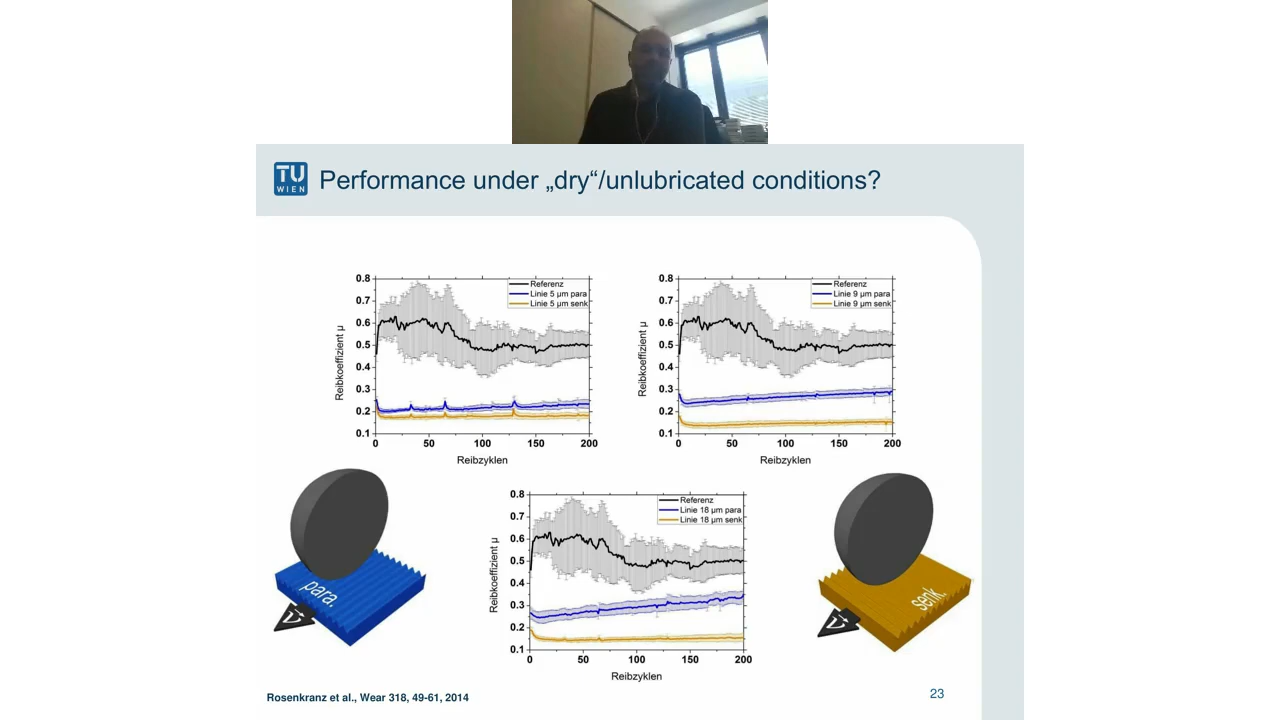 TU
WIEN
Performance under „dry“/unlubricated conditions?
0.8
0.7
0.6
0.5
0.4
0.3
0.2
0.1
Reibkoeffizient μ
Referenz
Linie 5 μm para
Linie 5 μm senk
0 50 100 150 200
Reibzyklen
0.8
0.7
0.6
0.5
0.4
0.3
0.2
0.1
Reibkoeffizient μ
Referenz
Linie 9 μm para
Linie 9 μm senk
0 50 100 150 200
Reibzyklen
0.8
0.7
0.6
0.5
0.4
0.3
0.2
0.1
Reibkoeffizient μ
Referenz
Linie 18 μm para
Linie 18 μm senk
0 50 100 150 200
Reibzyklen
para.
senk.
Rosenkranz et al., Wear 318, 49-61, 2014
23